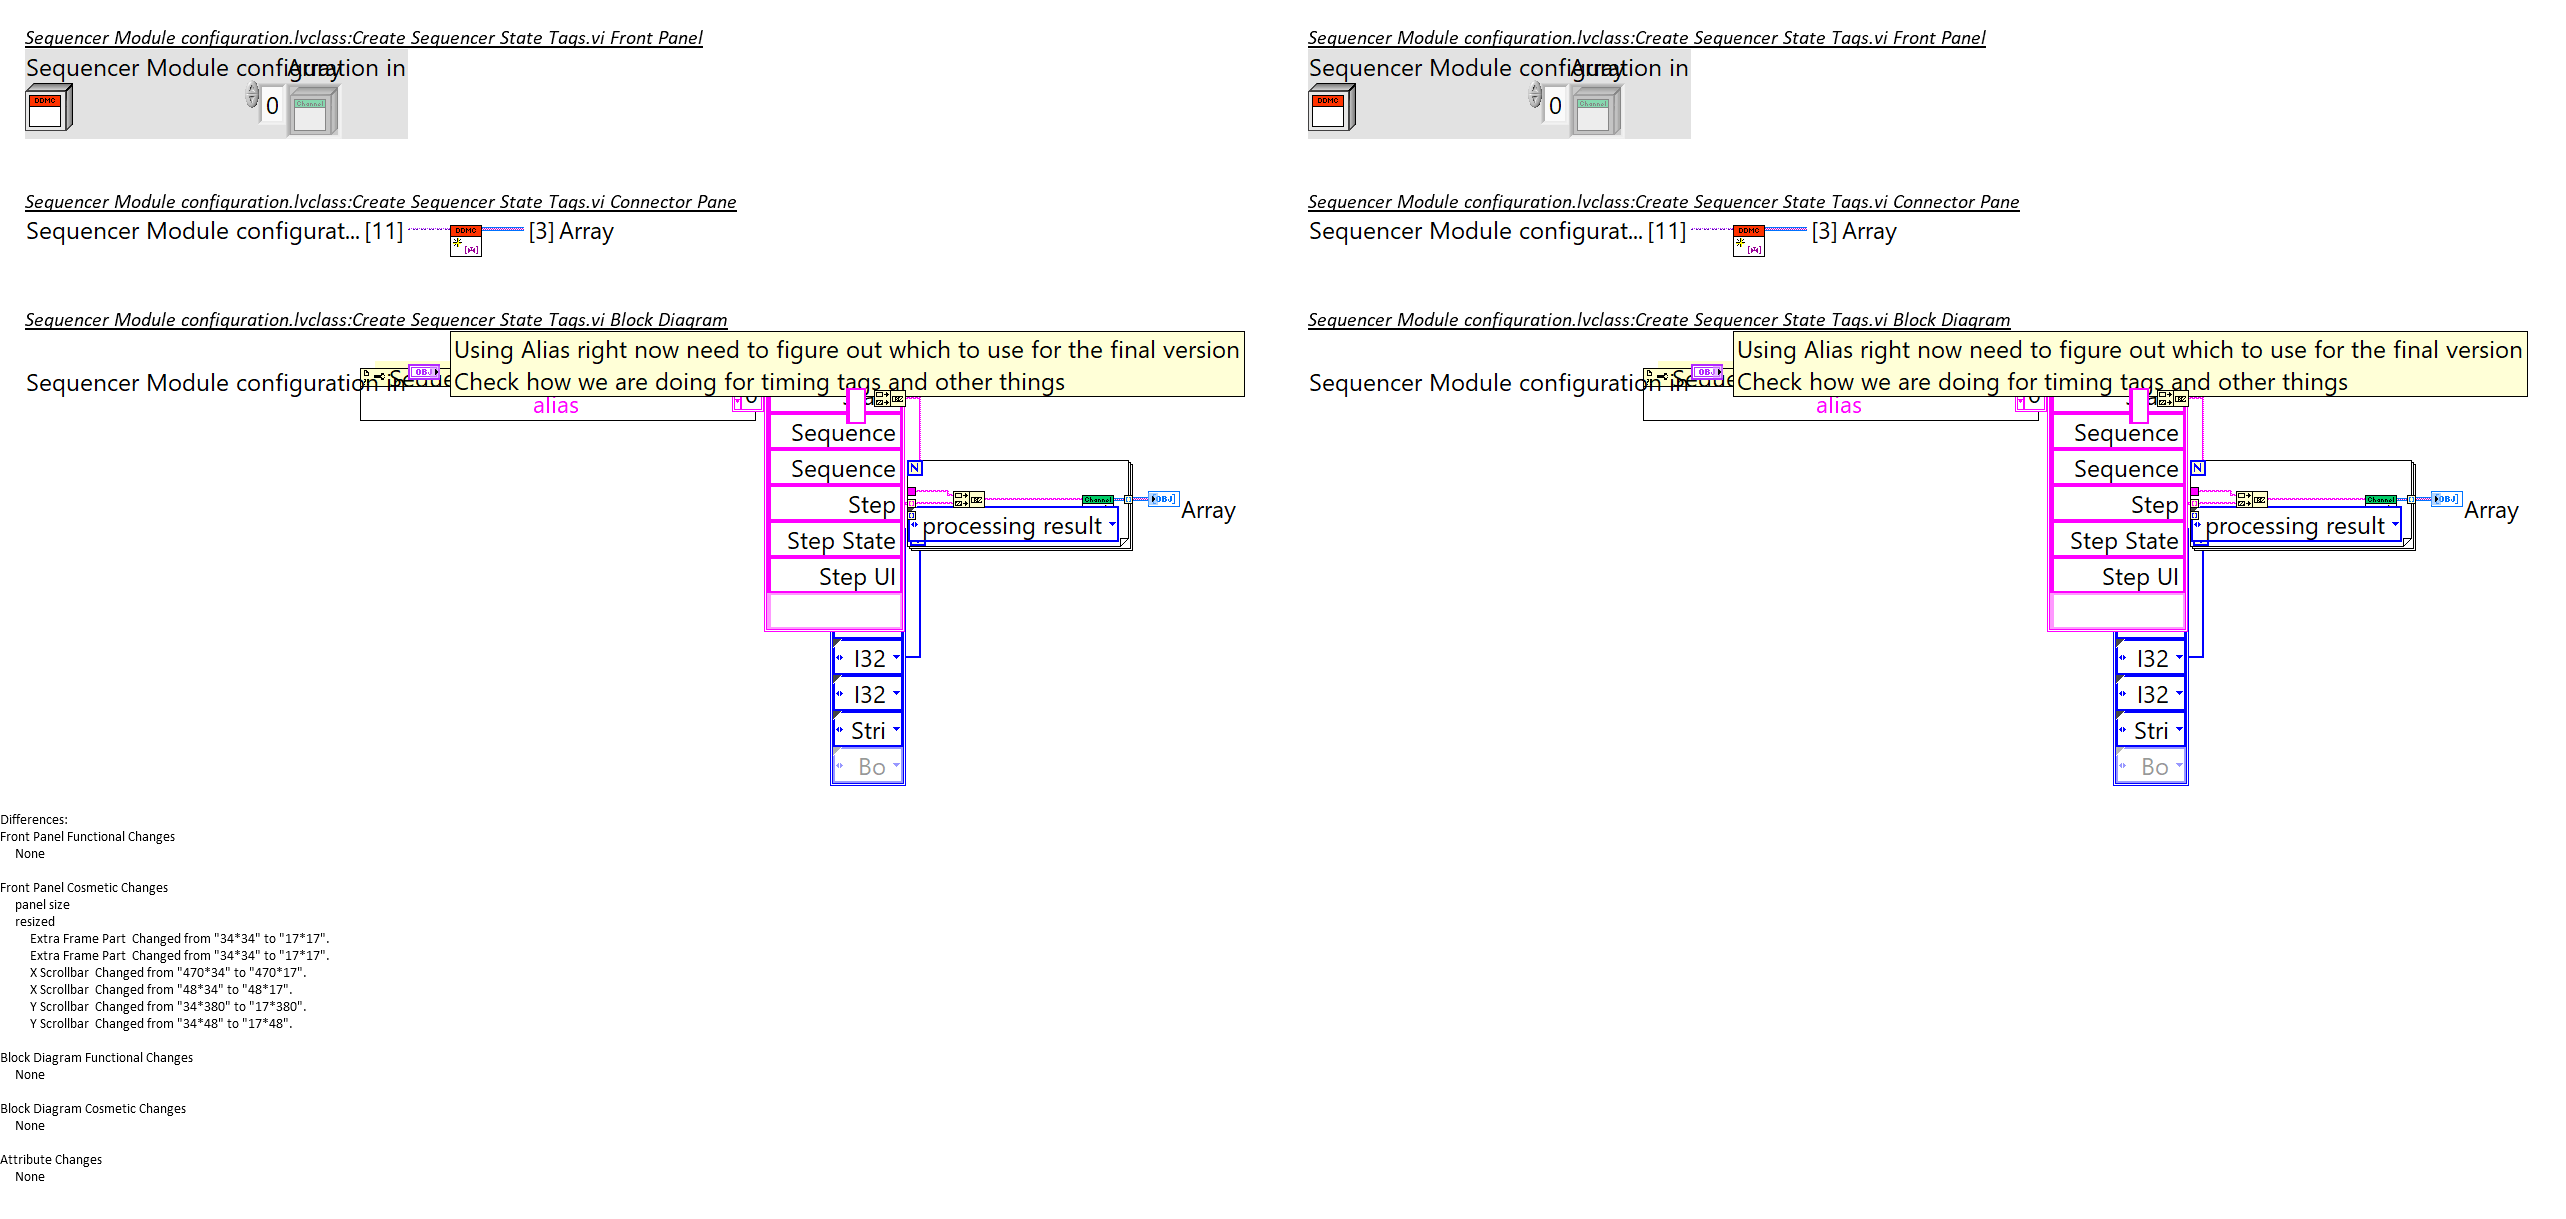 Sequencer Module configuration.lvclass:Create Sequencer State Tags.vi Front Panel
Sequencer Module configuration in
Array
DDMC
0
Channel
Sequencer Module configuration.lvclass:Create Sequencer State Tags.vi Connector Pane
Sequencer Module configurat... [11]
DDMC
[3] Array
Sequencer Module configuration.lvclass:Create Sequencer State Tags.vi Block Diagram
Using Alias right now need to figure out which to use for the final version
Check how we are doing for timing tags and other things
Sequencer Module configuration in
OBJ
alias
Sequence
Sequence
Step
Step State
Step UI
N
Channel
OBJ
Array
processing result
I32
I32
Stri
Bo
Sequencer Module configuration.lvclass:Create Sequencer State Tags.vi Front Panel
Sequencer Module configuration in
Array
DDMC
0
Channel
Sequencer Module configuration.lvclass:Create Sequencer State Tags.vi Connector Pane
Sequencer Module configurat... [11]
DDMC
[3] Array
Sequencer Module configuration.lvclass:Create Sequencer State Tags.vi Block Diagram
Using Alias right now need to figure out which to use for the final version
Check how we are doing for timing tags and other things
Sequencer Module configuration in
OBJ
alias
Sequence
Sequence
Step
Step State
Step UI
N
Channel
OBJ
Array
processing result
I32
I32
Stri
Bo
Differences:
Front Panel Functional Changes
None
Front Panel Cosmetic Changes
panel size
resized
Extra Frame Part  Changed from "34*34" to "17*17".
Extra Frame Part  Changed from "34*34" to "17*17".
X Scrollbar  Changed from "470*34" to "470*17".
X Scrollbar  Changed from "48*34" to "48*17".
Y Scrollbar  Changed from "34*380" to "17*380".
Y Scrollbar  Changed from "34*48" to "17*48".
Block Diagram Functional Changes
None
Block Diagram Cosmetic Changes
None
Attribute Changes
None